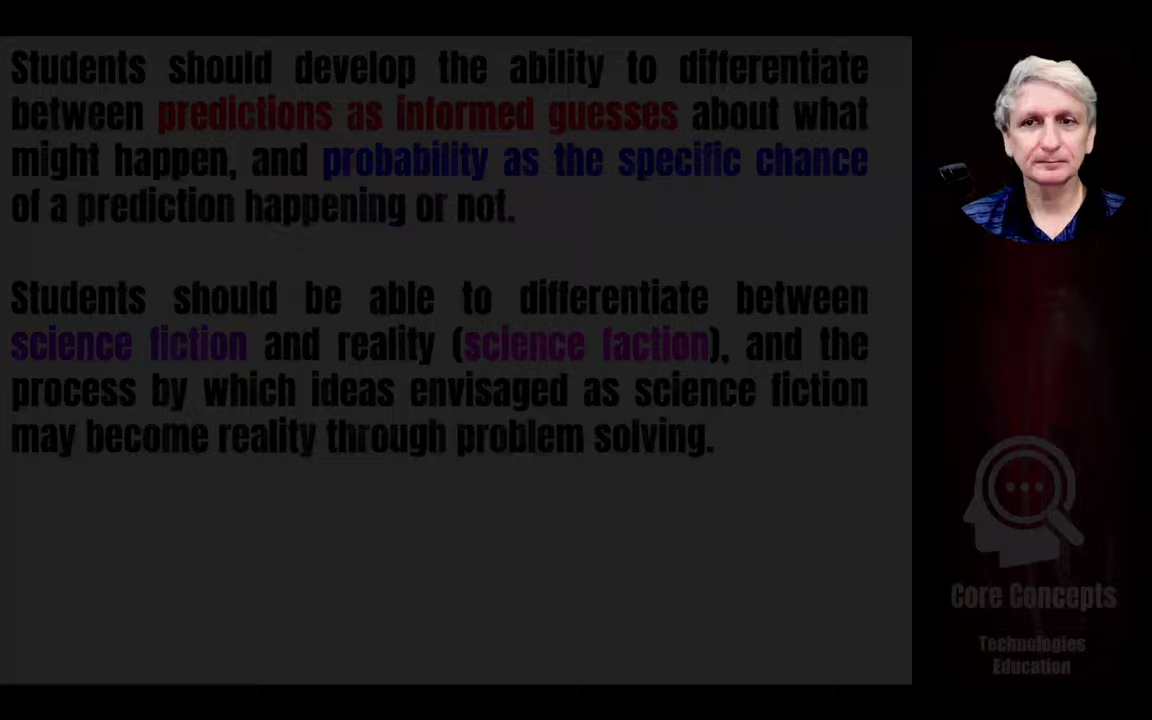 Students should develop the ability to differentiate
between predictions as informed guesses about what
might happen, and probability as the specific chance
of a prediction happening or not.
Students should be able to differentiate between
science fiction and reality (science faction), and the
process by which ideas envisaged as science fiction
may become reality through problem solving.
Core Concepts
Technologies
Education